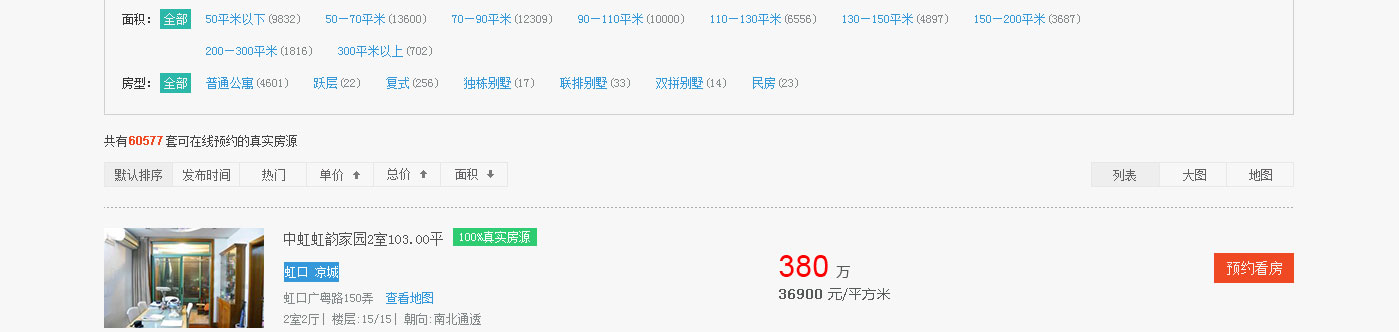 面积: 全部 50平米以下(9832) 50—70平米(13600) 70—90平米(12309) 90—110平米(10000) 110—130平米(6556) 130—150平米(4897) 150—200平米(3687)
200—300平米(1816) 300平米以上(702)
房型: 全部 普通公寓(4601) 跃层(22) 复式(256) 独栋别墅(17) 联排别墅(33) 双拼别墅(14) 民房(23)
共有60577套可在线预约的真实房源
默认排序 发布时间 热门 单价 总价 面积 列表 大图 地图
中虹虹韵家园2室103.00平 100%真实房源
380 万 预约看房
虹口 凉城
36900 元/平方米
虹口广粤路150弄 查看地图
2室2厅| 楼层:15/15| 朝向:南北通透